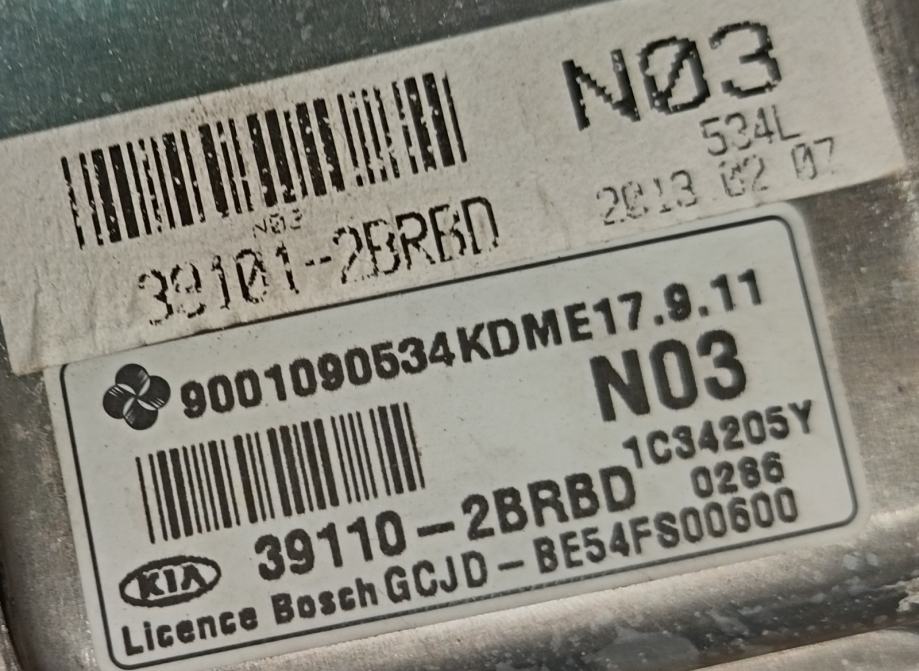 N03
534L
2013 02 07
N03
39101-2BRBD
9001090534KDME17.9.11
N03
1C34205Y
39110-2BRBD 0286
KIA
GCJD-BE54FS00600
Licence Bosch